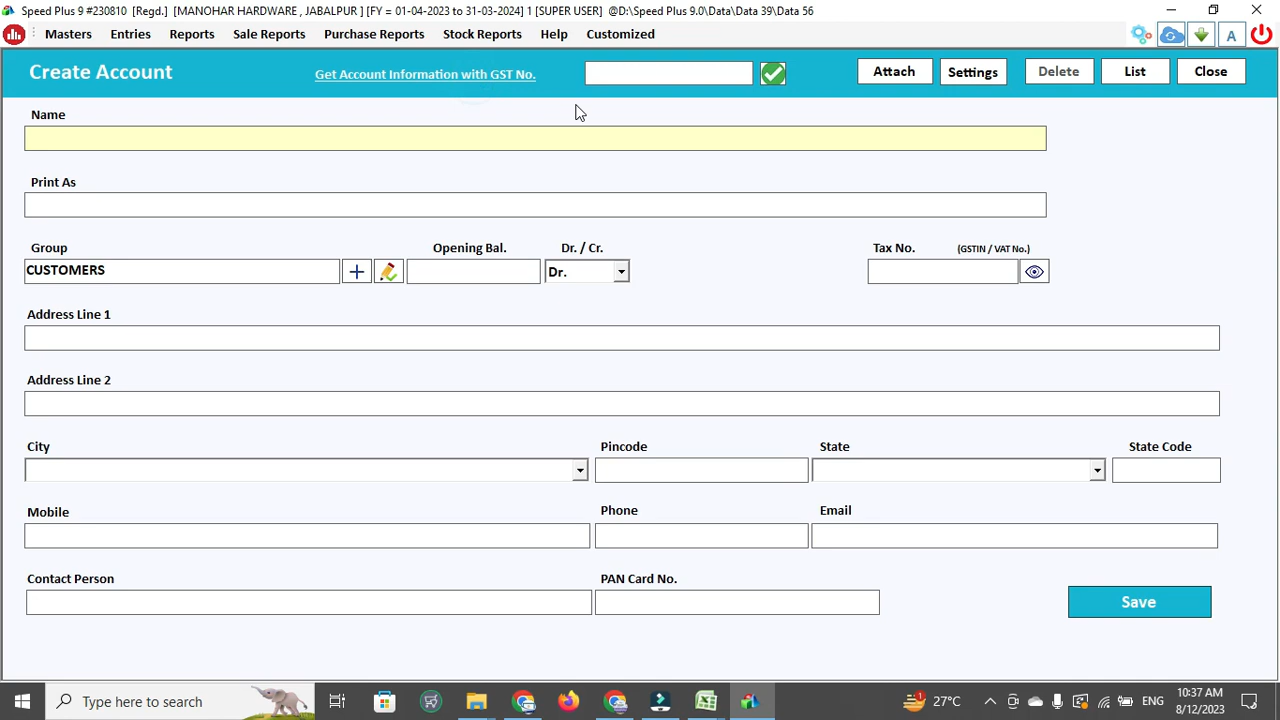 Speed Plus 9 #230810 [Regd.] [MANOHAR HARDWARE , JABALPUR ] [FY = 01-04-2023 to 31-03-2024] 1 [SUPER USER] @D:\Speed Plus 9.0\Data\Data 39\Data 56
Masters Entries Reports Sale Reports Purchase Reports Stock Reports Help Customized A
Create Account Get Account Information with GST No. Attach Settings Delete List Close
Name
Print As
Group Opening Bal. Dr. / Cr. Tax No. (GSTIN / VAT No.)
CUSTOMERS Dr.
Address Line 1
Address Line 2
City Pincode State State Code
Mobile Phone Email
Contact Person PAN Card No.
Save
Type here to search 1 27°C ENG 10:37 AM
8/12/2023